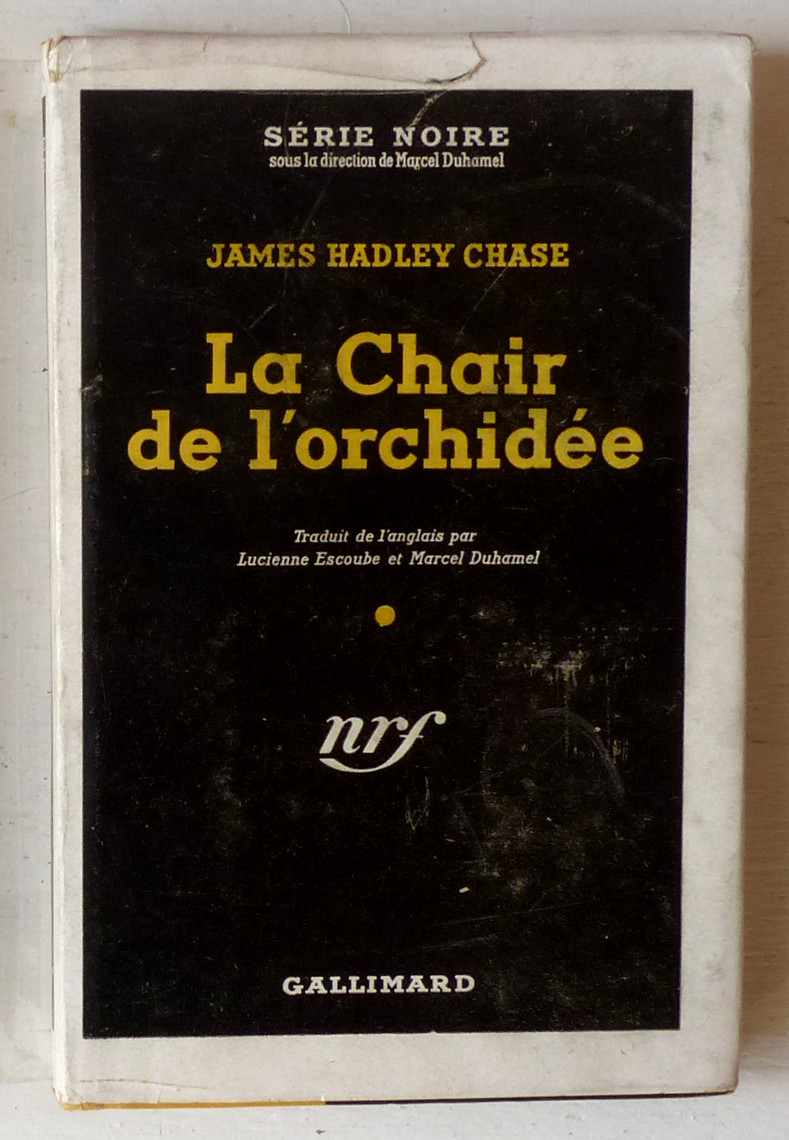 SÉRIE NOIRE
sous la direction de Marcel Duhamel
JAMES HADLEY CHASE
La Chair
de l'orchidée
Traduit de l'anglais par
Lucienne Escoube et Marcel Duhamel
nrf
GALLIMARD